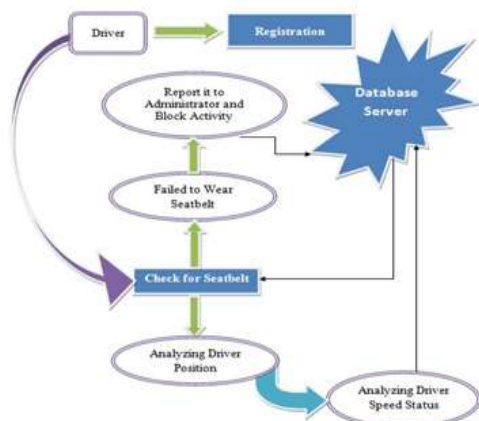 Driver
Registration
Report it to
Administrator and
Block Activity
Database
Server
Failed to Wear
Seatbelt
Check for Seatbelt
Analyzing Driver
Position
Analyzing Driver
Speed Status